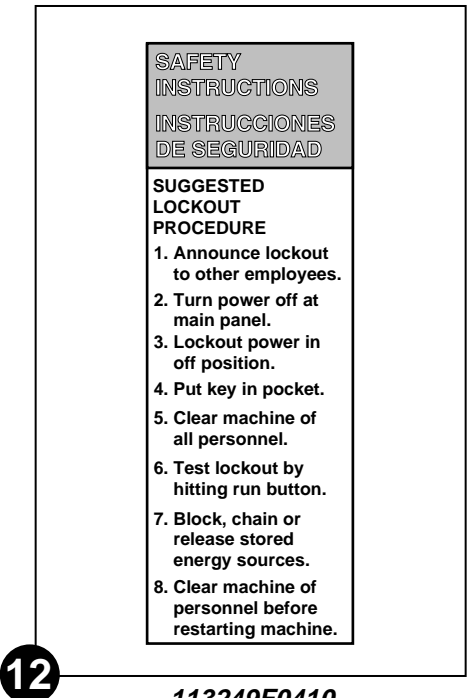 SAFETY
INSTRUCTIONS
INSTRUCCIONES
DE SEGURIDAD
SUGGESTED
LOCKOUT
PROCEDURE
1. Announce lockout
to other employees.
2. Turn power off at
main panel.
3. Lockout power in
off position.
4. Put key in pocket.
5. Clear machine of
all personnel.
6. Test lockout by
hitting run button.
7. Block, chain or
release stored
energy sources.
8. Clear machine of
personnel before
restarting machine.
12
113249E0410